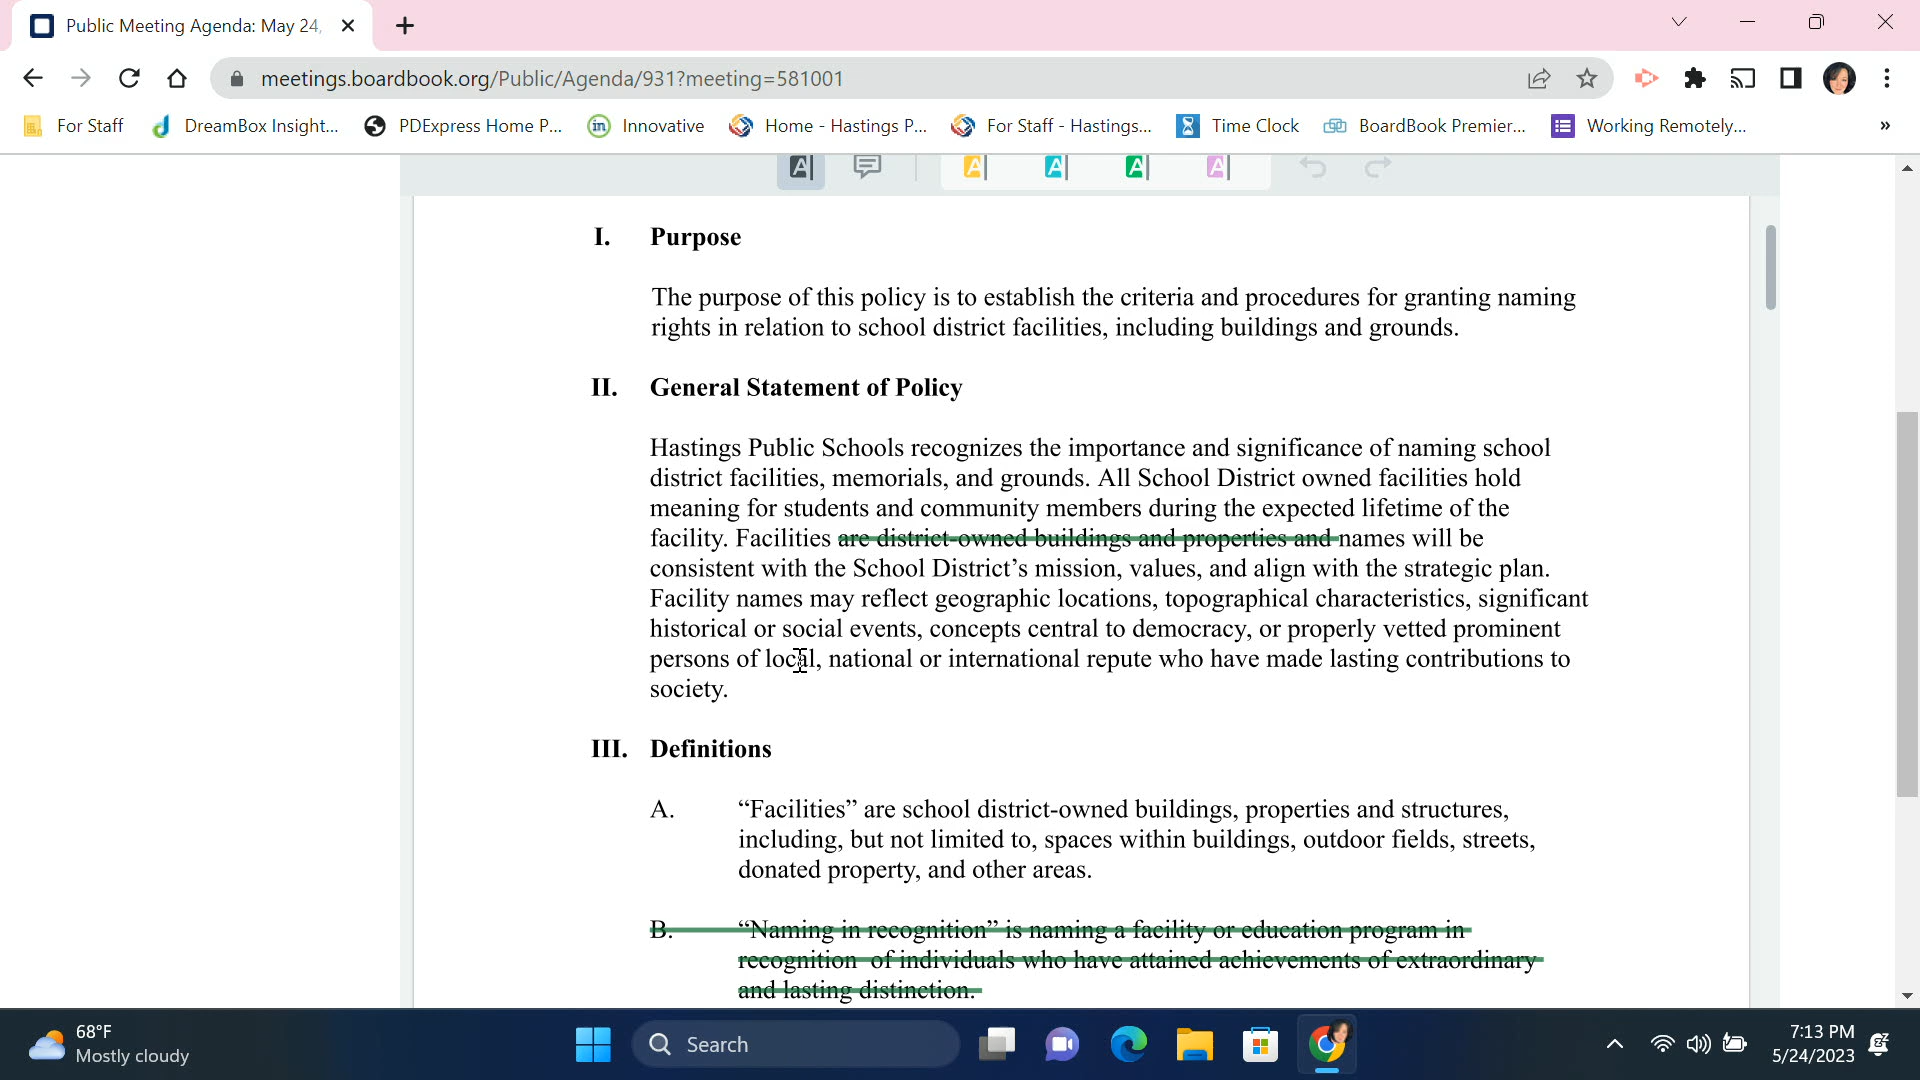 Public Meeting Agenda: May 24,
meetings.boardbook.org/Public/Agenda/931?meeting=581001
For Staff DreamBox Insight... PDExpress Home P... Innovative Home - Hastings P... For Staff - Hastings... Time Clock BoardBook Premier... Working Remotely... »
A A A A A
I. Purpose
The purpose of this policy is to establish the criteria and procedures for granting naming
rights in relation to school district facilities, including buildings and grounds.
II. General Statement of Policy
Hastings Public Schools recognizes the importance and significance of naming school
district facilities, memorials, and grounds. All School District owned facilities hold
meaning for students and community members during the expected lifetime of the
facility. Facilities are district-owned buildings and properties and names will be
consistent with the School District’s mission, values, and align with the strategic plan.
Facility names may reflect geographic locations, topographical characteristics, significant
historical or social events, concepts central to democracy, or properly vetted prominent
persons of local, national or international repute who have made lasting contributions to
society.
III. Definitions
A. “Facilities” are school district-owned buildings, properties and structures,
including, but not limited to, spaces within buildings, outdoor fields, streets,
donated property, and other areas.
B. “Naming in recognition” is naming a facility or education program in
recognition of individuals who have attained achievements of extraordinary
and lasting distinction.
68°F
Mostly cloudy
Search
7:13 PM
5/24/2023